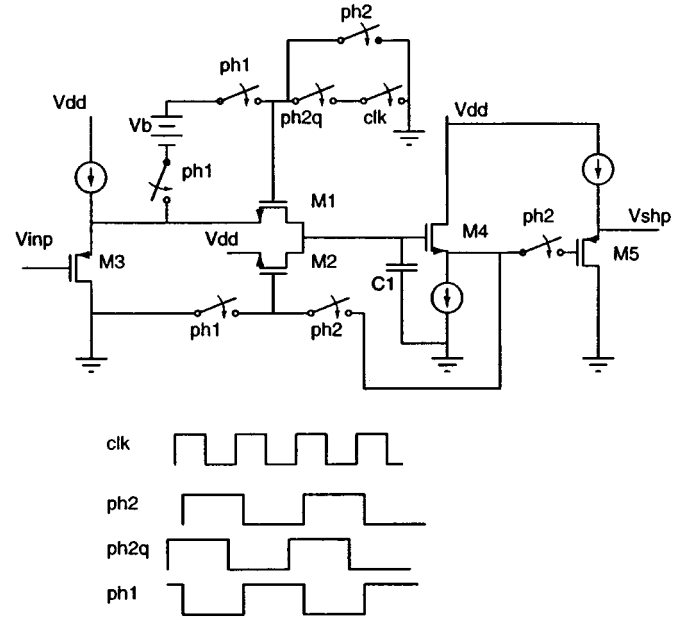 ph2
ph1
Vdd
Vb
ph2q
clk
Vdd
ph1
M1
Vinp
M3
Vdd
M2
M4
ph2
Vshp
M5
C1
ph1
ph2
clk
ph2
ph2q
ph1